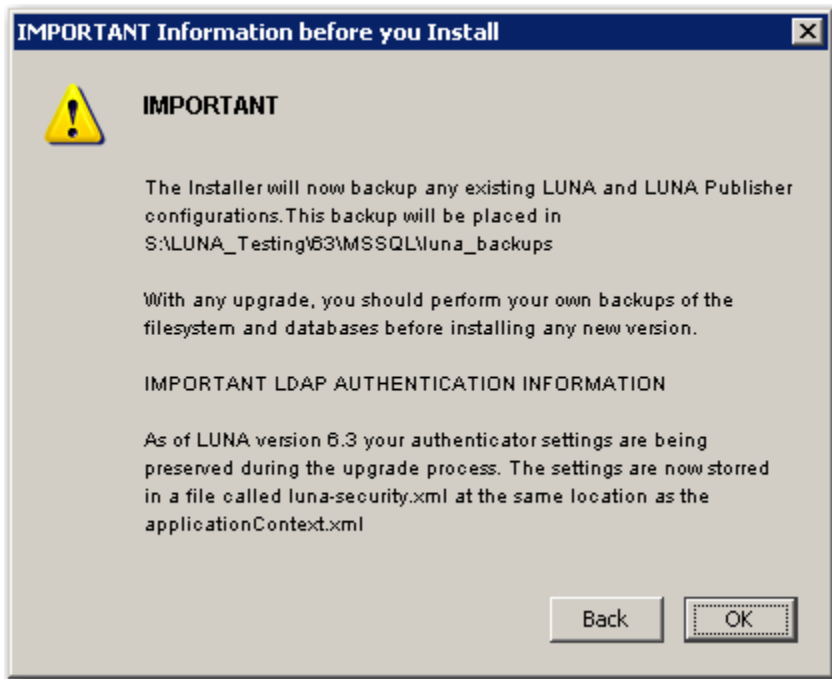 IMPORTANT Information before you Install
IMPORTANT
The Installer will now backup any existing LUNA and LUNA Publisher
configurations.This backup will be placed in
S:\LUNA_Testing\63\MSSQL\luna_backups
With any upgrade, you should perform your own backups of the
filesystem and databases before installing any new version.
IMPORTANT LDAP AUTHENTICATION INFORMATION
As of LUNA version 6.3 your authenticator settings are being
preserved during the upgrade process. The settings are now storred
in a file called luna-security.xml at the same location as the
applicationContext.xml
Back
OK